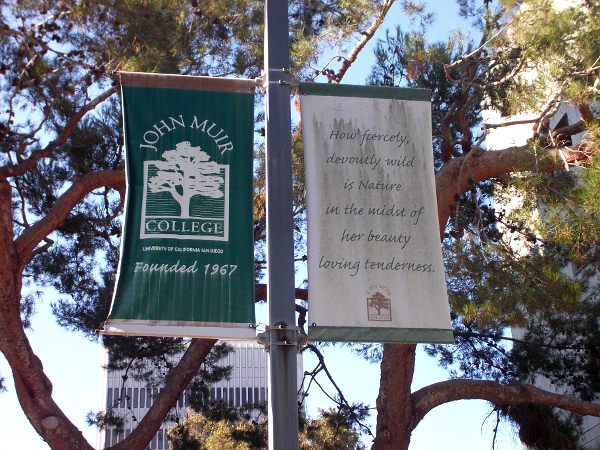 JOHN MUIR
COLLEGE
UNIVERSITY OF CALIFORNIA SAN DIEGO
Founded 1967
How fiercely,
devoutly wild
is Nature
in the midst of
her beauty
loving tenderness.